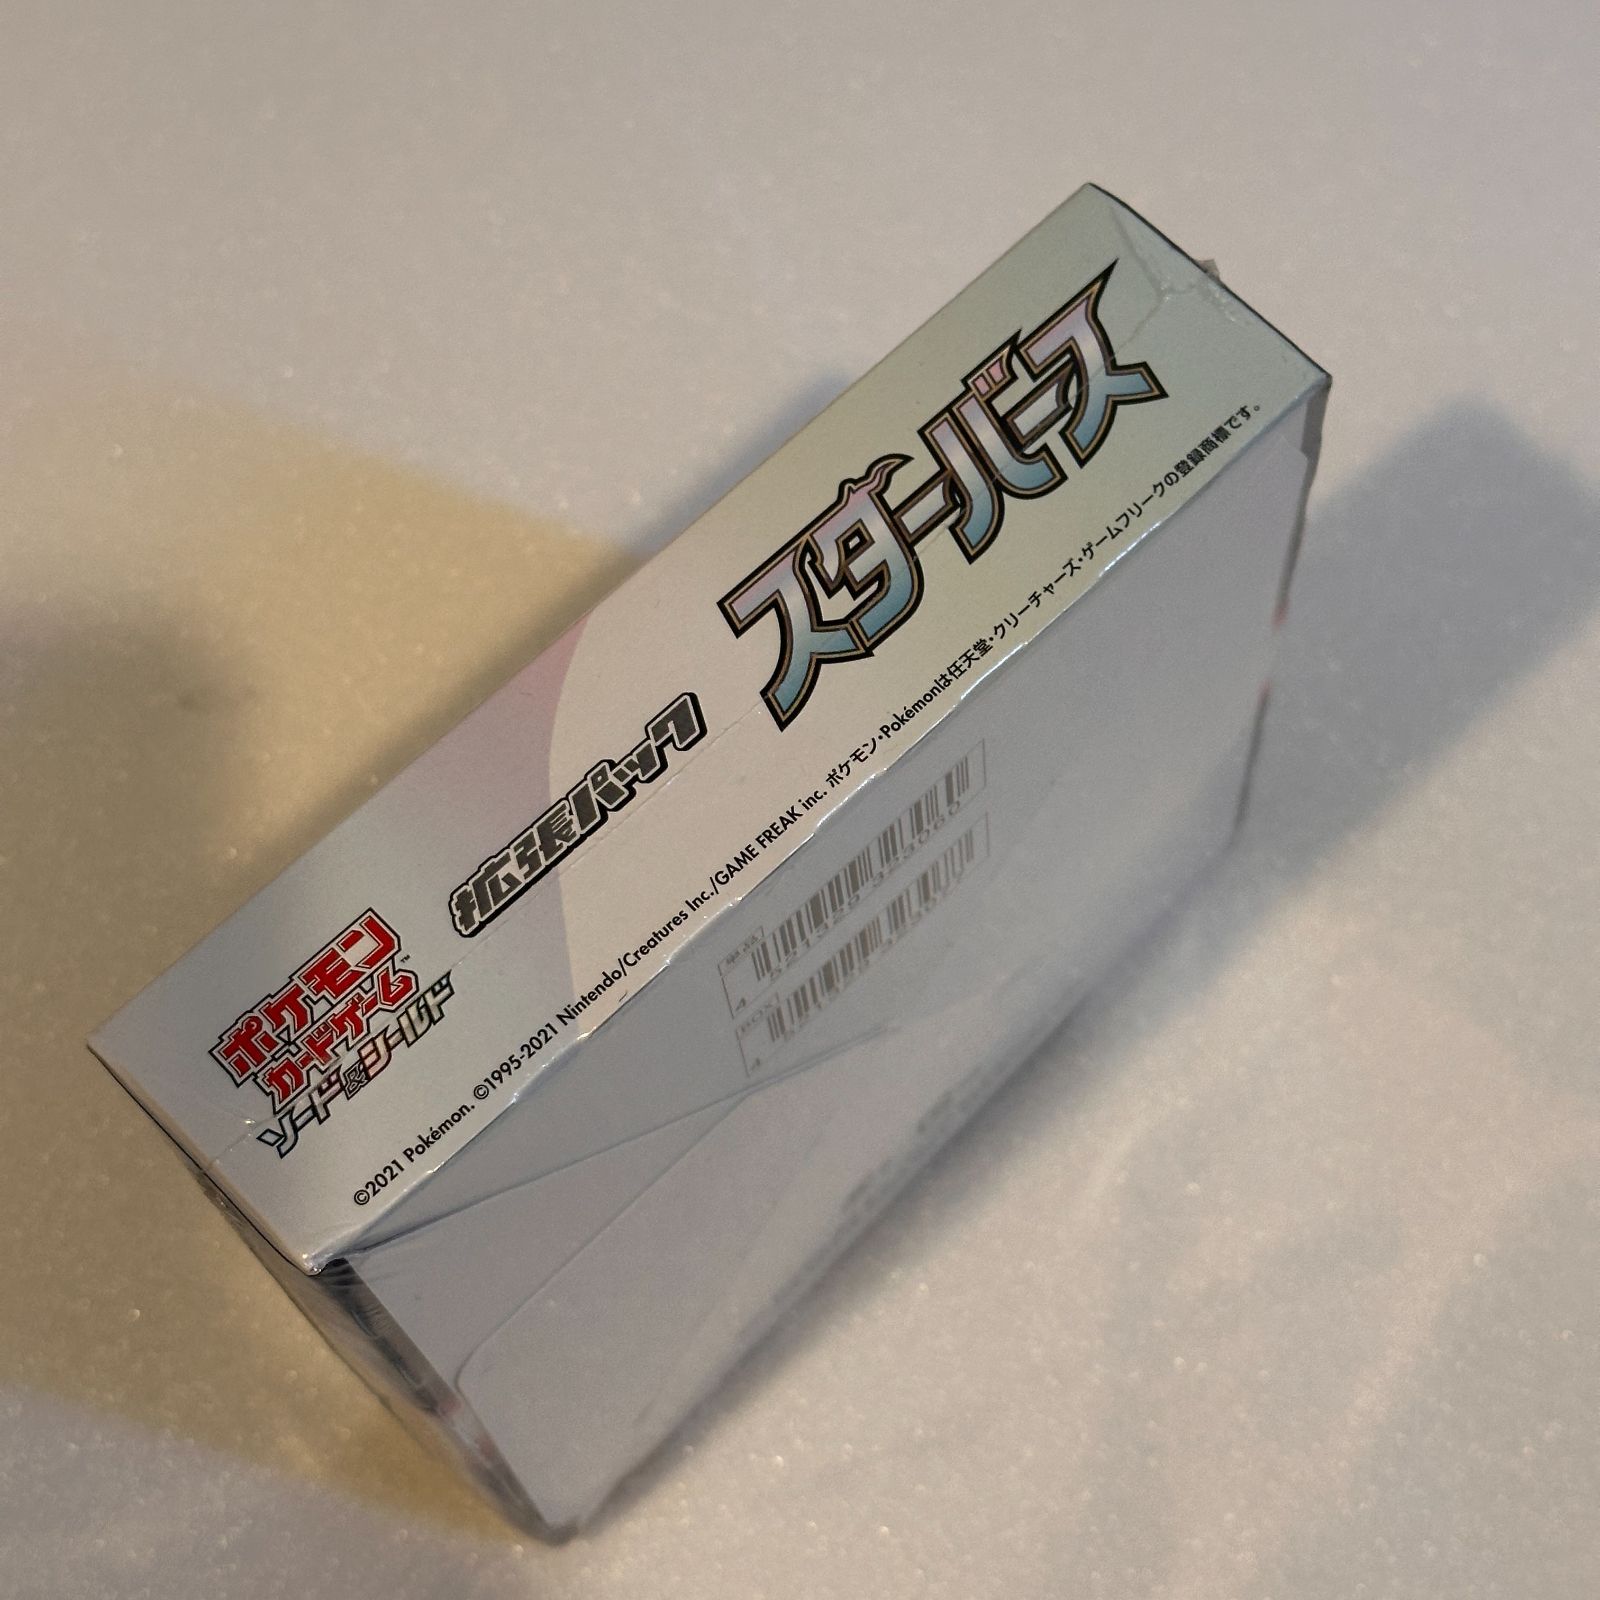 ポケモン
カードゲーム™
ソード&シールド
拡張パック
スターバース
©2021 Pokémon. ©1995-2021 Nintendo/Creatures Inc./GAME FREAK inc. ポケモン・Pokémonは任天堂・クリーチャーズ・ゲームフリークの登録商標です。
BOX